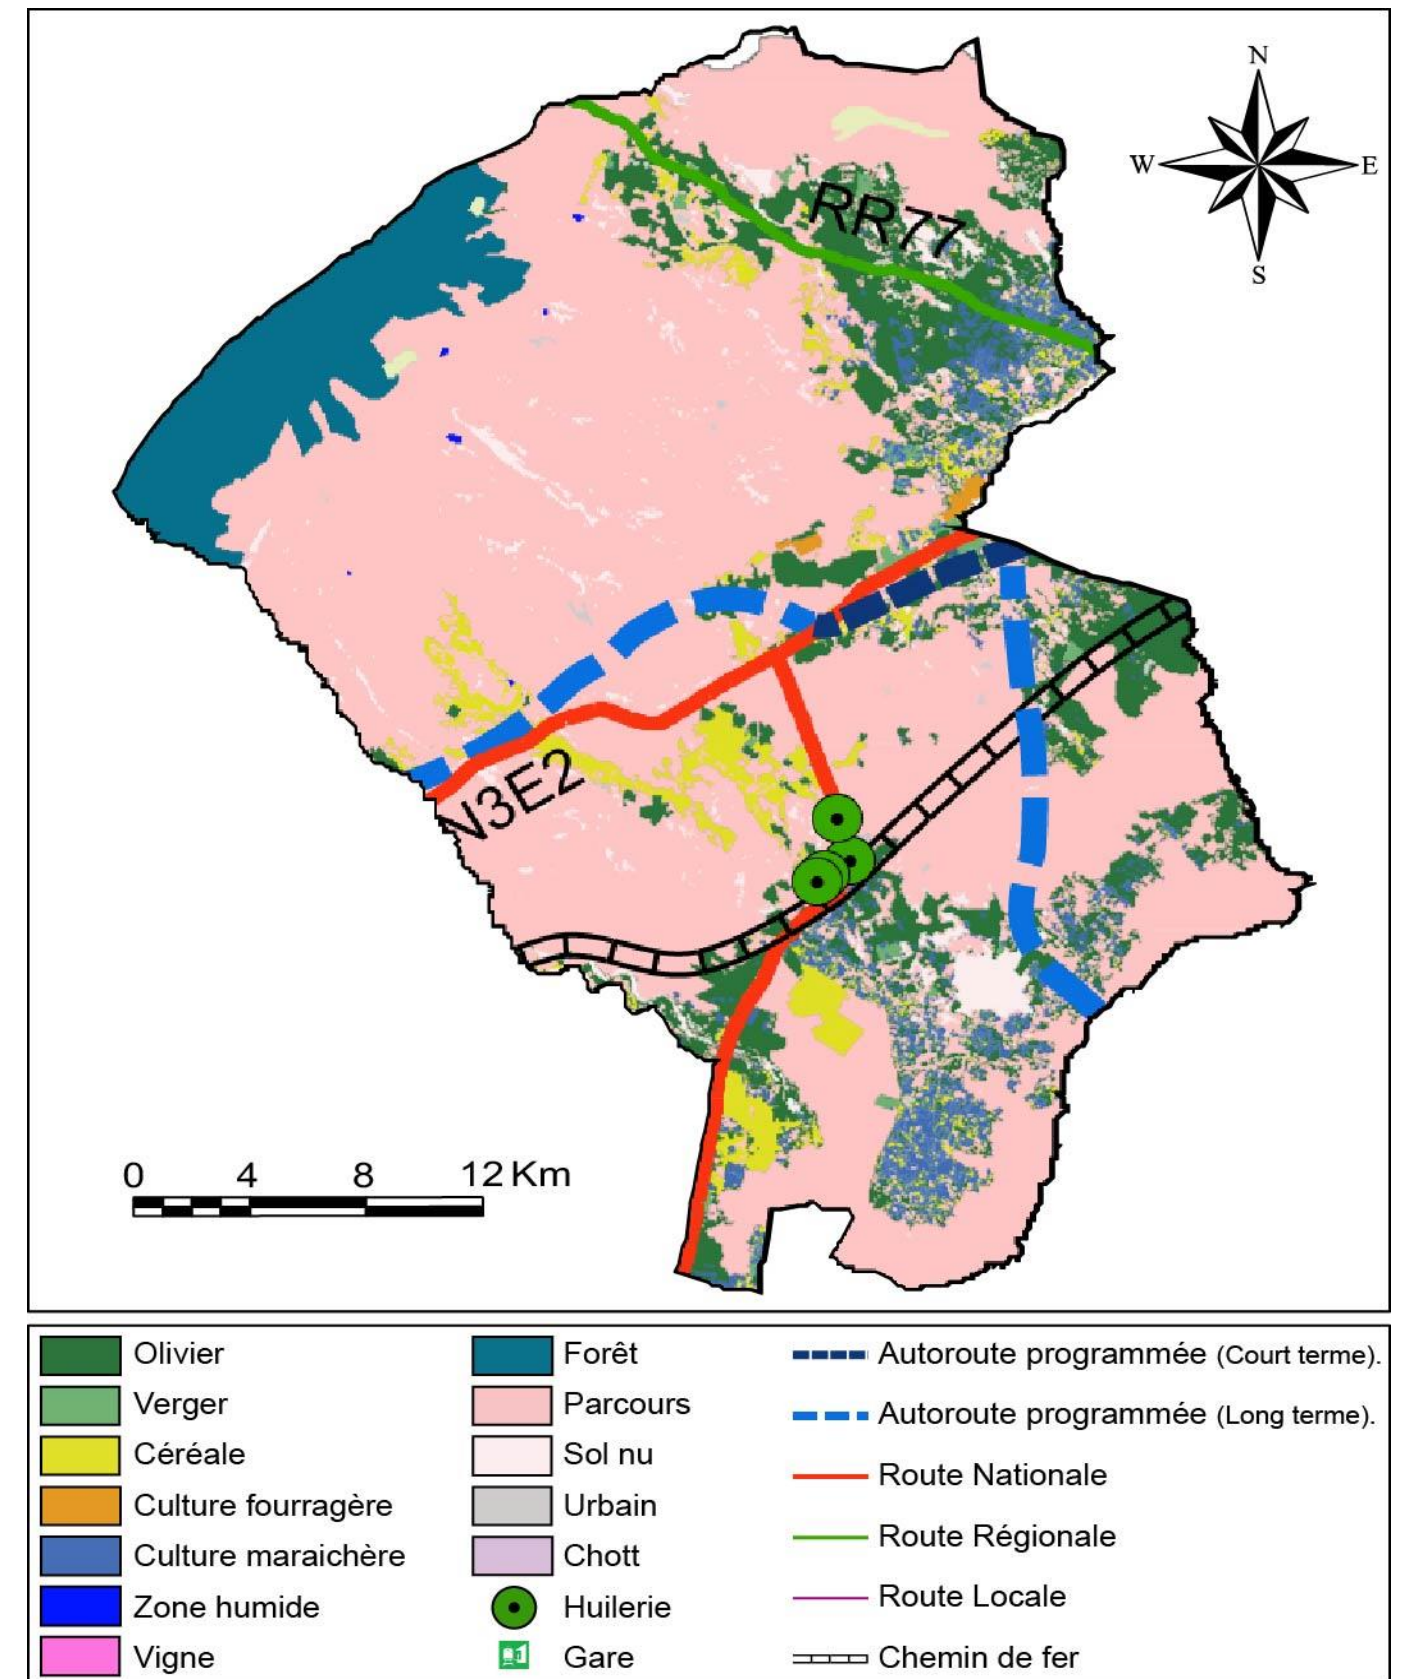 N
W
E
S
RR77
N3E2
0 4 8 12 Km
Olivier
Verger
Céréale
Culture fourragère
Culture maraichère
Zone humide
Vigne
Forêt
Parcours
Sol nu
Urbain
Chott
Huilerie
Gare
Autoroute programmée (Court terme).
Autoroute programmée (Long terme).
Route Nationale
Route Régionale
Route Locale
Chemin de fer